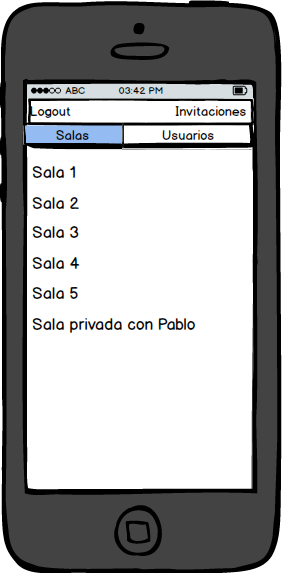 ABC 03:42 PM
Logout Invitaciones
Salas Usuarios
Sala 1
Sala 2
Sala 3
Sala 4
Sala 5
Sala privada con Pablo